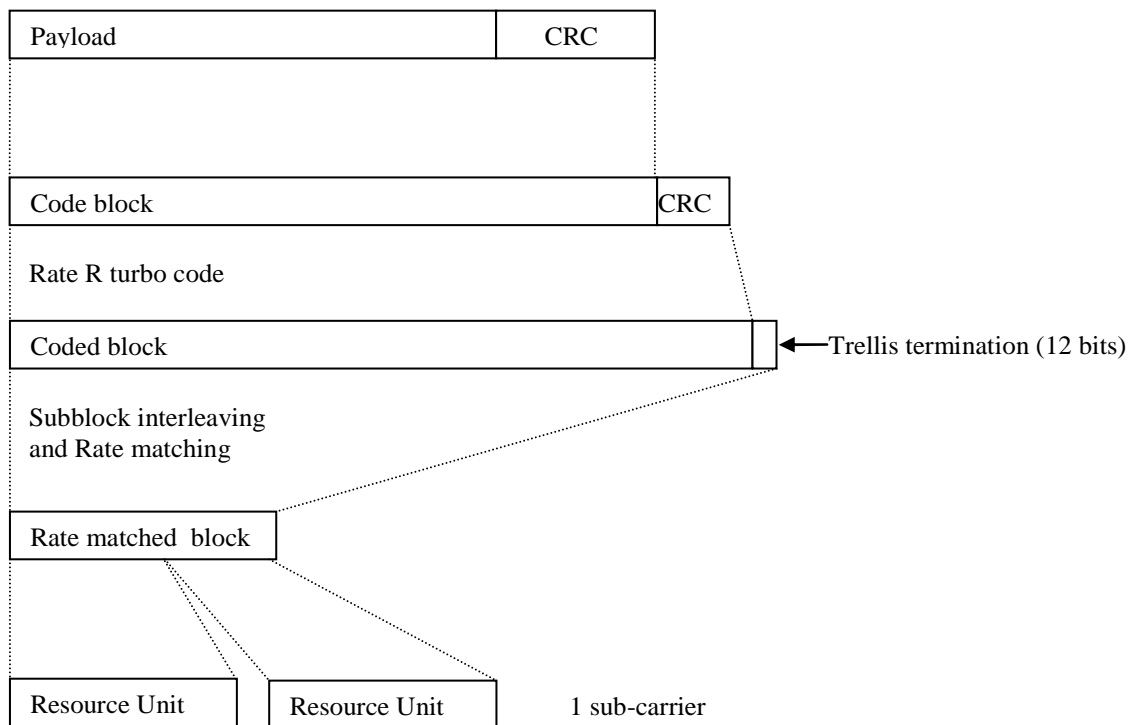 Payload
CRC
Code block
CRC
Rate R turbo code
Coded block
Trellis termination (12 bits)
Subblock interleaving
and Rate matching
Rate matched block
Resource Unit
Resource Unit
1 sub-carrier